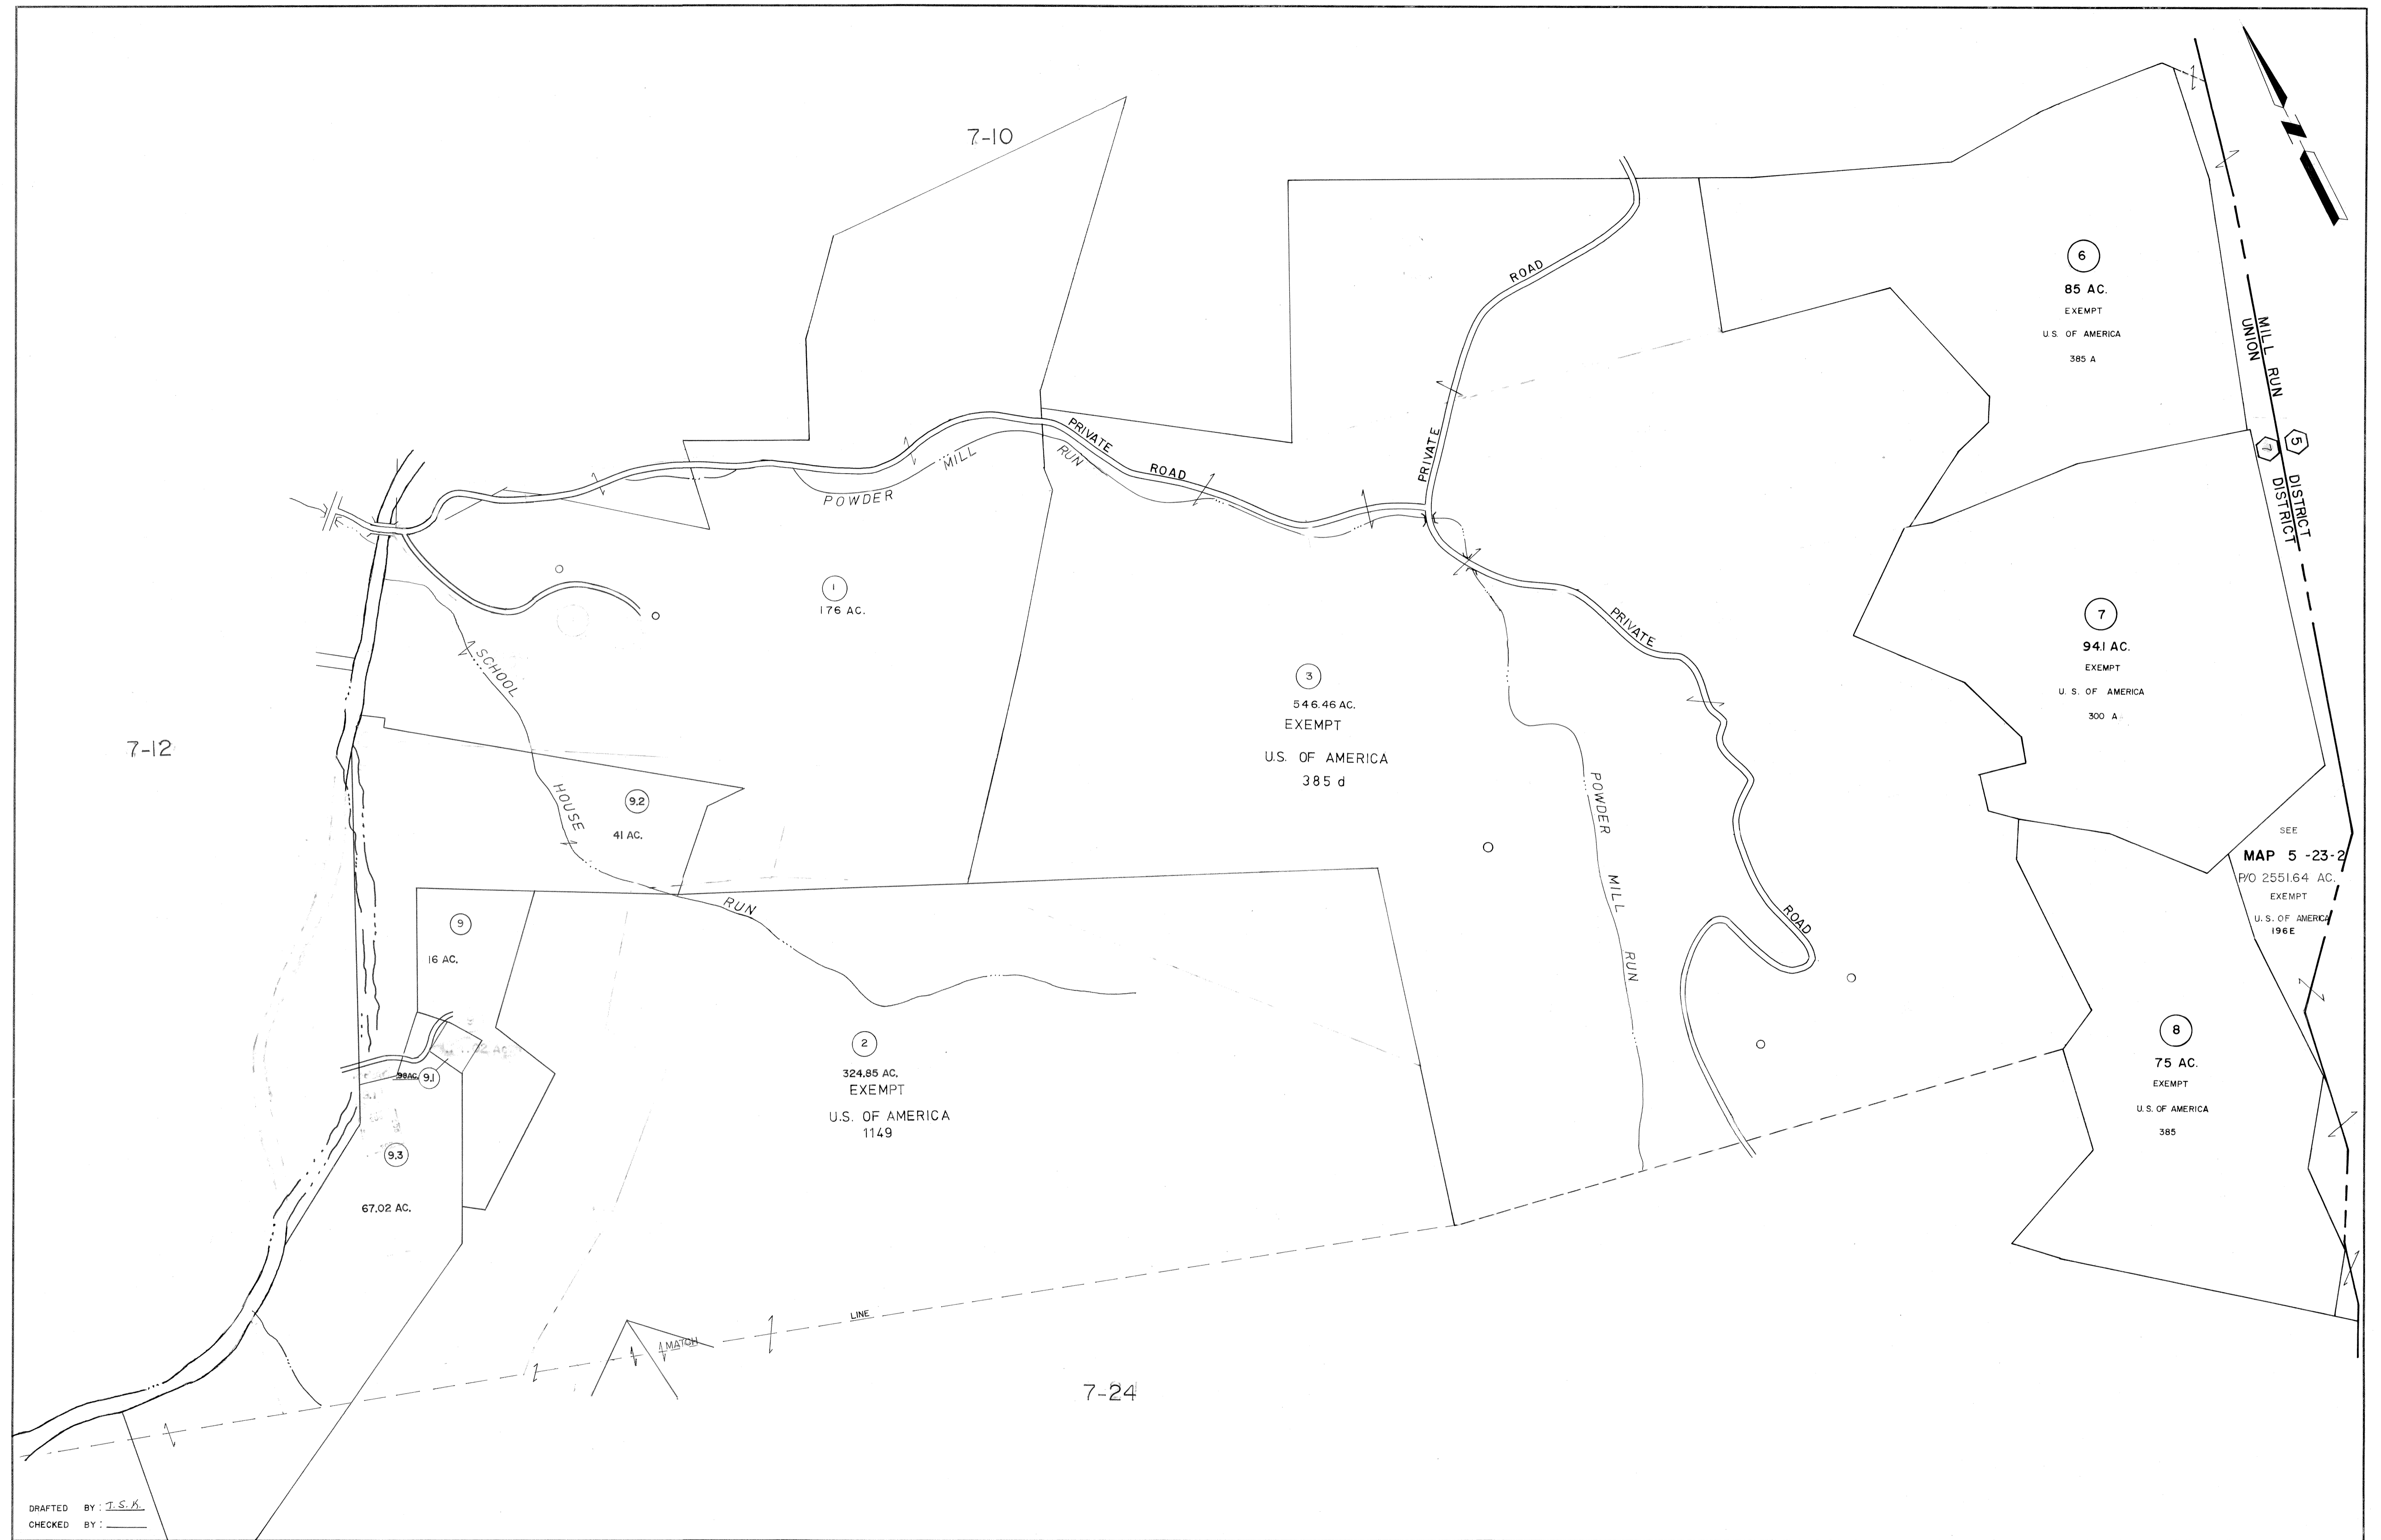 7-10
6
85 AC.
EXEMPT
U.S. OF AMERICA
385 A
MILL RUN DISTRICT
UNION DISTRICT
5
7
ROAD
PRIVATE
PRIVATE
ROAD
POWDER MILL RUN
1
176 AC.
7
94.1 AC.
EXEMPT
U. S. OF AMERICA
300 A
PRIVATE
ROAD
3
546.46 AC.
EXEMPT
U.S. OF AMERICA
385 d
7-12
SCHOOL
HOUSE
RUN
9.2
41 AC.
POWDER
MILL
RUN
SEE
MAP 5 -23-2
P/O 2551.64 AC.
EXEMPT
U.S. OF AMERICA
196E
9
16 AC.
8
75 AC.
EXEMPT
U.S. OF AMERICA
385
2
324.85 AC.
EXEMPT
U.S. OF AMERICA
1149
.98AC.
9.1
9.3
67.02 AC.
MATCH
LINE
7-24
DRAFTED BY: T.S.K.
CHECKED BY: